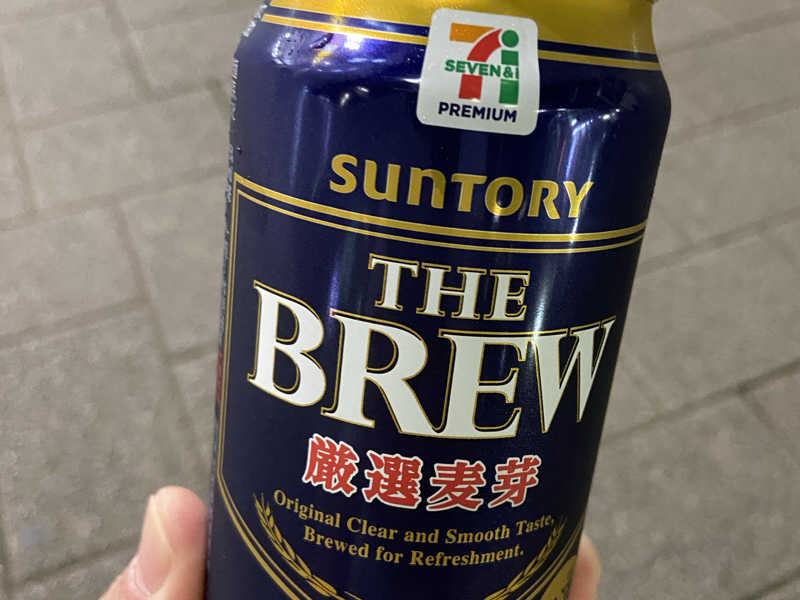 SEVEN&i
PREMIUM
SUNTORY
THE
BREW
厳選麦芽
Original Clear and Smooth Taste,
Brewed for Refreshment.